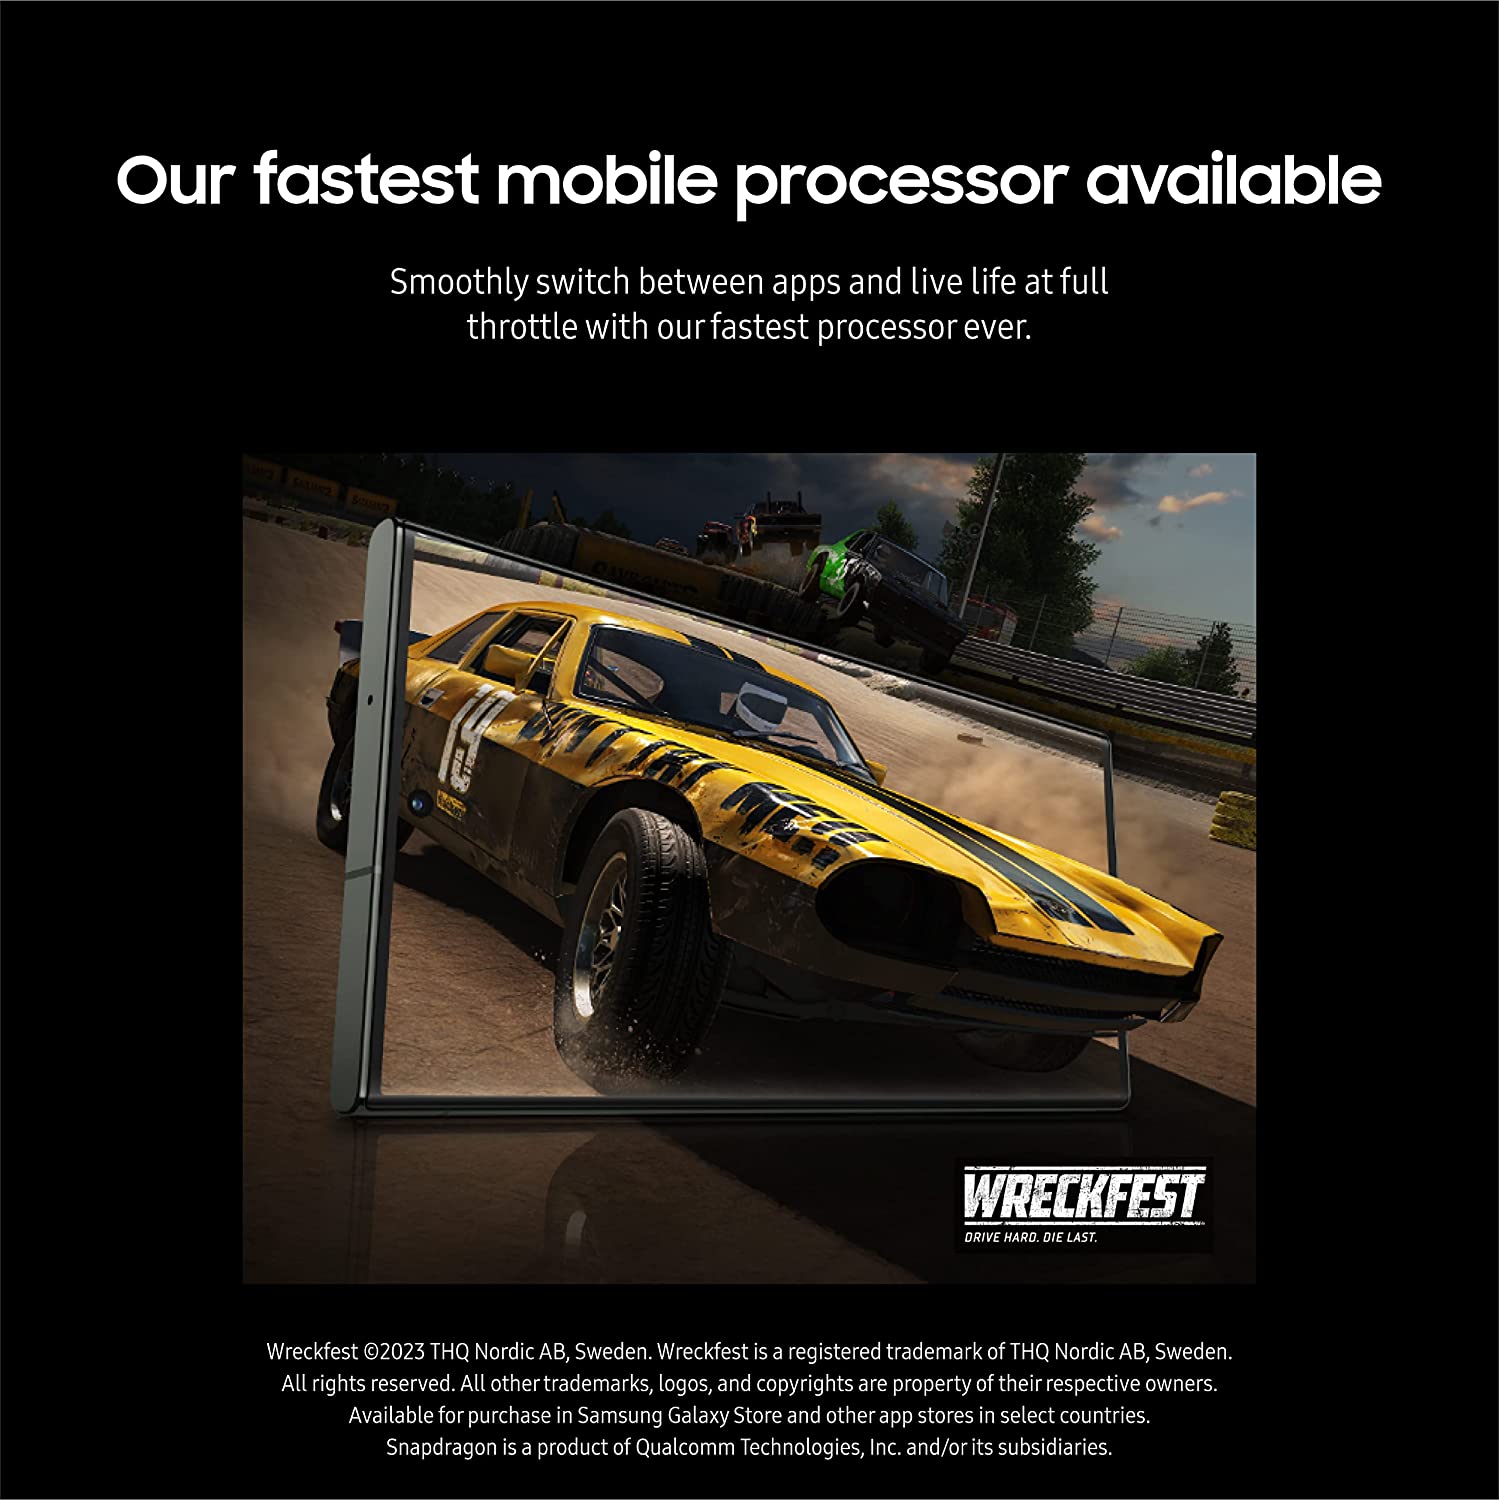 Our fastest mobile processor available
Smoothly switch between apps and live life at full
throttle with our fastest processor ever.
19
WRECKFEST
DRIVE HARD. DIE LAST.
Wreckfest ©2023 THQ Nordic AB, Sweden. Wreckfest is a registered trademark of THQ Nordic AB, Sweden.
All rights reserved. All other trademarks, logos, and copyrights are property of their respective owners.
Available for purchase in Samsung Galaxy Store and other app stores in select countries.
Snapdragon is a product of Qualcomm Technologies, Inc. and/or its subsidiaries.